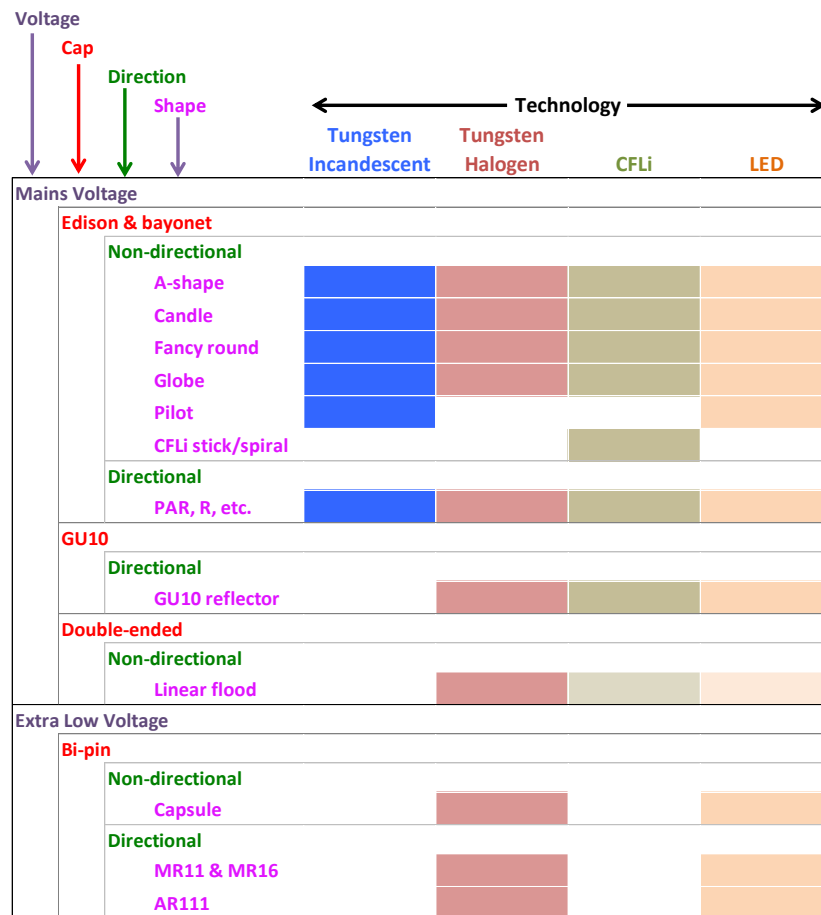 Voltage
Cap
Direction
Shape
Technology
Tungsten Incandescent
Tungsten Halogen
CFLi
LED
Mains Voltage
Edison & bayonet
Non-directional
A-shape
Candle
Fancy round
Globe
Pilot
CFLi stick/spiral
Directional
PAR, R, etc.
GU10
Directional
GU10 reflector
Double-ended
Non-directional
Linear flood
Extra Low Voltage
Bi-pin
Non-directional
Capsule
Directional
MR11 & MR16
AR111